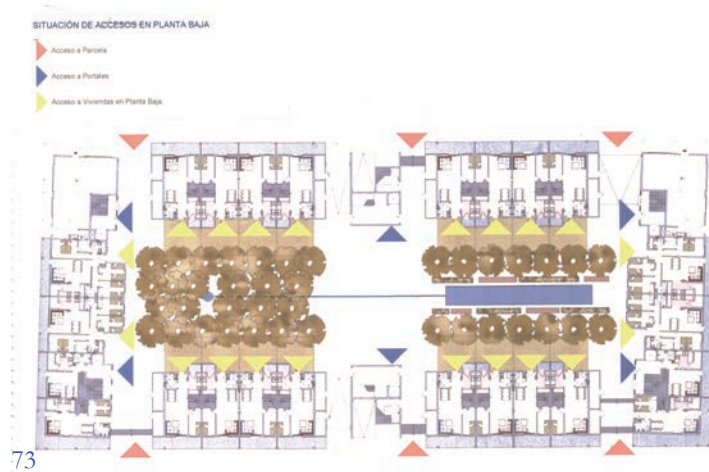 SITUACIÓN DE ACCESOS EN PLANTA BAJA
Acceso a Parcela
Acceso a Portales
Acceso a Viviendas en Planta Baja.
73